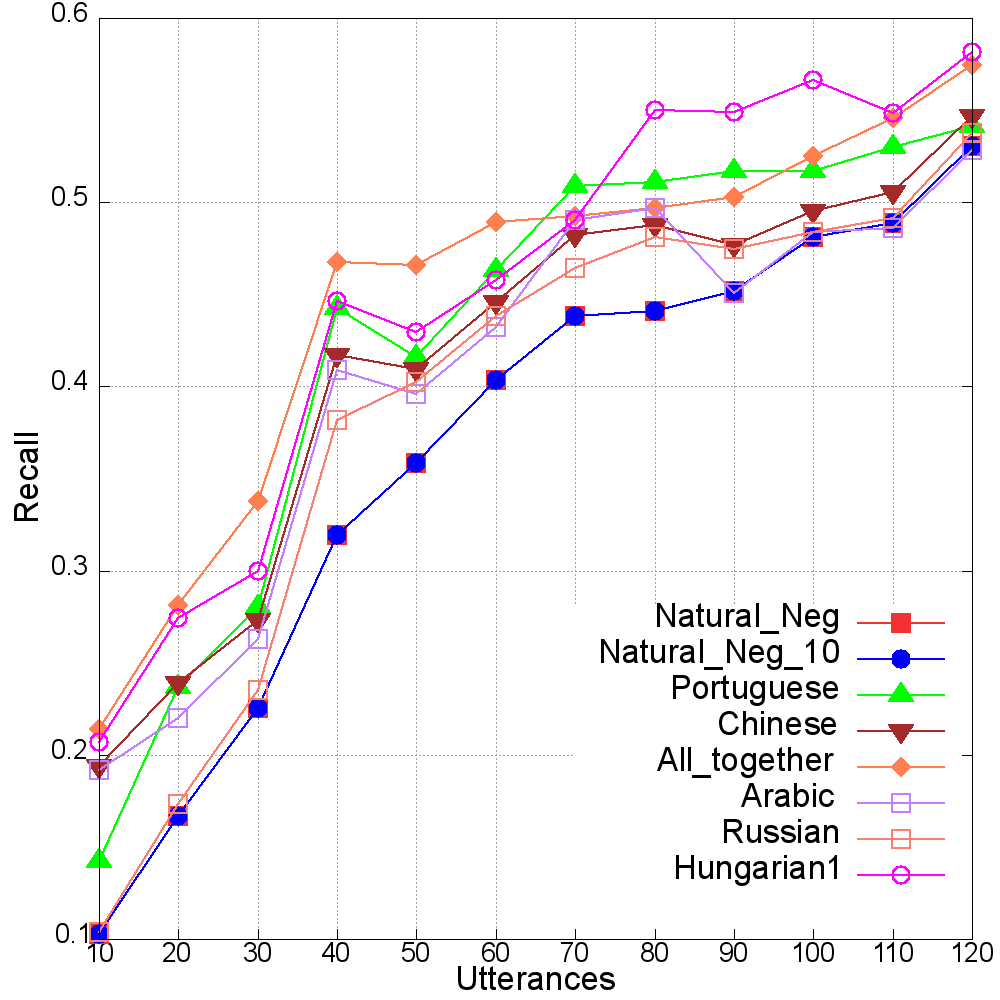 0.6
0.5
0.4
0.3
0.2
0.1
Recall
10 20 30 40 50 60 70 80 90 100 110 120
Utterances
Natural_Neg
Natural_Neg_10
Portuguese
Chinese
All_together
Arabic
Russian
Hungarian1